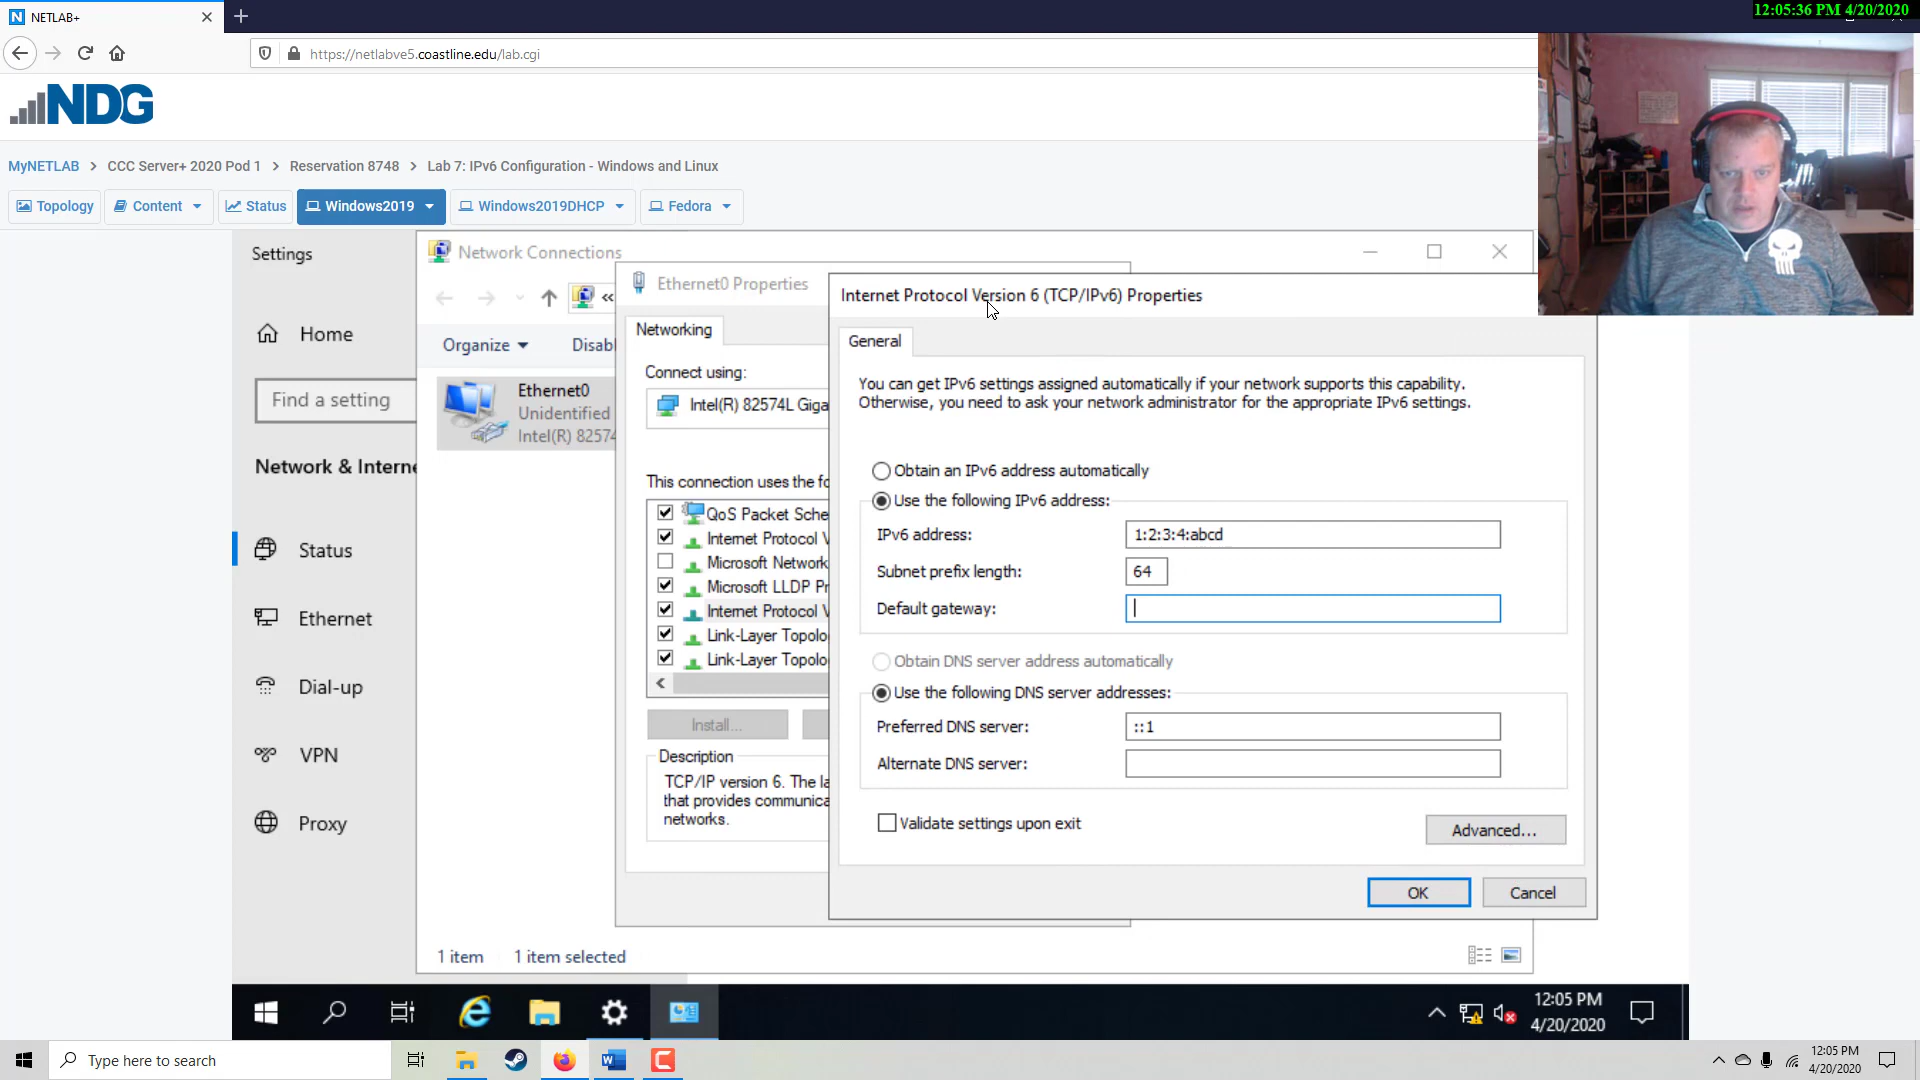 NETLAB+
12:05:36 PM 4/20/2020
https://netlabve5.coastline.edu/lab.cgi
NDG
MyNETLAB > CCC Server+ 2020 Pod 1 > Reservation 8748 > Lab 7: IPv6 Configuration - Windows and Linux
Topology Content Status Windows2019 Windows2019DHCP Fedora
Settings
Home
Find a setting
Network & Interne
Status
Ethernet
Dial-up
VPN
Proxy
Network Connections
«
Organize Disabl
Ethernet0
Unidentified
Intel(R) 82574
1 item 1 item selected
Ethernet0 Properties
Networking
Connect using:
Intel(R) 82574L Giga
This connection uses the fo
QoS Packet Sche
Internet Protocol V
Microsoft Network
Microsoft LLDP Pr
Internet Protocol V
Link-Layer Topolo
Link-Layer Topolo
Install...
Description
TCP/IP version 6. The la
that provides communica
networks.
Internet Protocol Version 6 (TCP/IPv6) Properties
General
You can get IPv6 settings assigned automatically if your network supports this capability.
Otherwise, you need to ask your network administrator for the appropriate IPv6 settings.
Obtain an IPv6 address automatically
Use the following IPv6 address:
IPv6 address: 1:2:3:4:abcd
Subnet prefix length: 64
Default gateway:
Obtain DNS server address automatically
Use the following DNS server addresses:
Preferred DNS server: ::1
Alternate DNS server:
Validate settings upon exit
Advanced...
OK Cancel
12:05 PM
4/20/2020
Type here to search
12:05 PM
4/20/2020